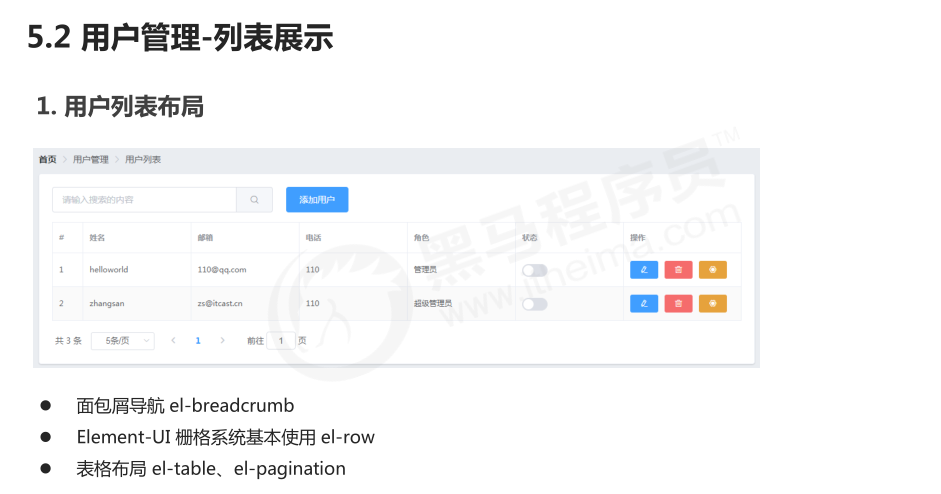 5.2 用户管理-列表展示
1. 用户列表布局
首页 > 用户管理 > 用户列表
请输入搜索的内容 添加用户
# 姓名 邮箱 电话 角色 状态 操作
1 helloworld 110@qq.com 110 管理员
2 zhangsan zs@itcast.cn 110 超级管理员
共 3 条 5条/页 < 1 > 前往 1 页
黑马程序员™
www.itheima.com
● 面包屑导航 el-breadcrumb
● Element-UI 栅格系统基本使用 el-row
● 表格布局 el-table、el-pagination